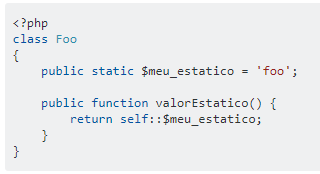 <?php
class Foo
{
    public static $meu_estatico = 'foo';

    public function valorEstatico() {
        return self::$meu_estatico;
    }
}